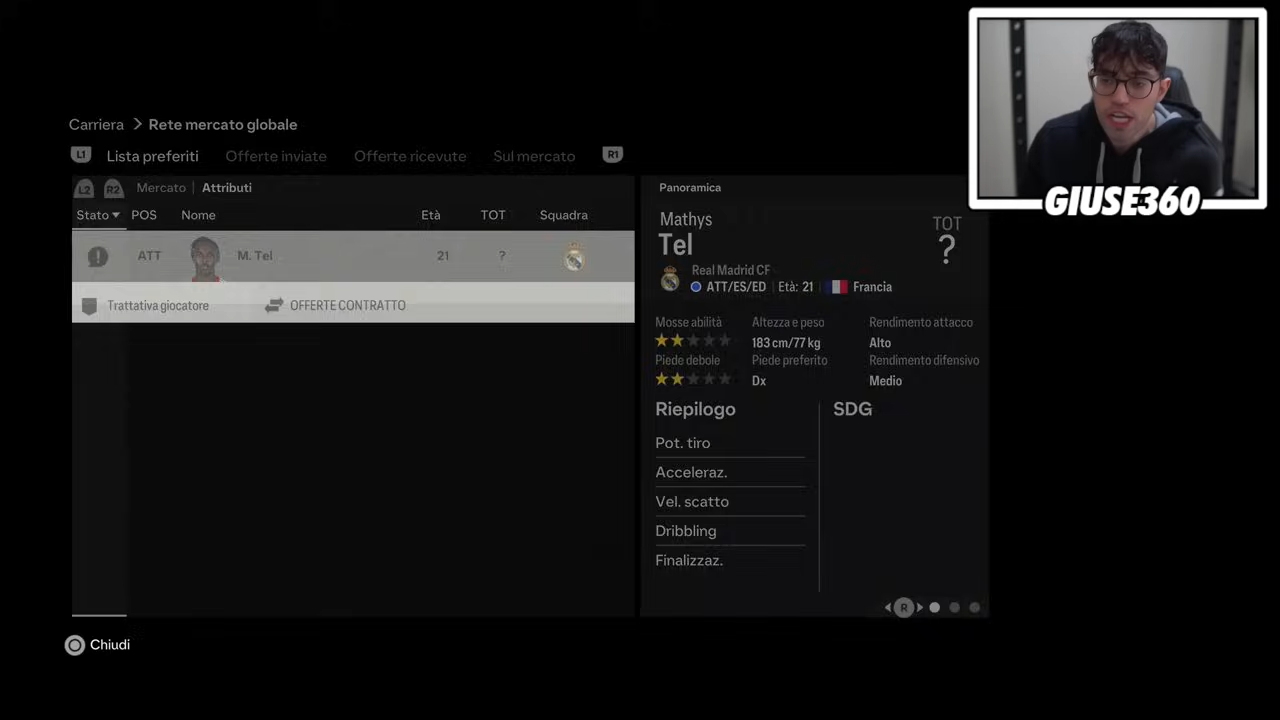 Carriera > Rete mercato globale
L1 Lista preferiti Offerte inviate Offerte ricevute Sul mercato R1
L2 R2 Mercato | Attributi
Stato POS Nome Età TOT Squadra
ATT M. Tel 21 ?
Trattativa giocatore OFFERTE CONTRATTO
Panoramica
Mathys
Tel
TOT
?
Real Madrid CF
ATT/ES/ED | Età: 21 | Francia
Mosse abilità Altezza e peso Rendimento attacco
183 cm/77 kg Alto
Piede debole Piede preferito Rendimento difensivo
Dx Medio
Riepilogo SDG
Pot. tiro
Acceleraz.
Vel. scatto
Dribbling
Finalizzaz.
R
Chiudi
GIUSE360